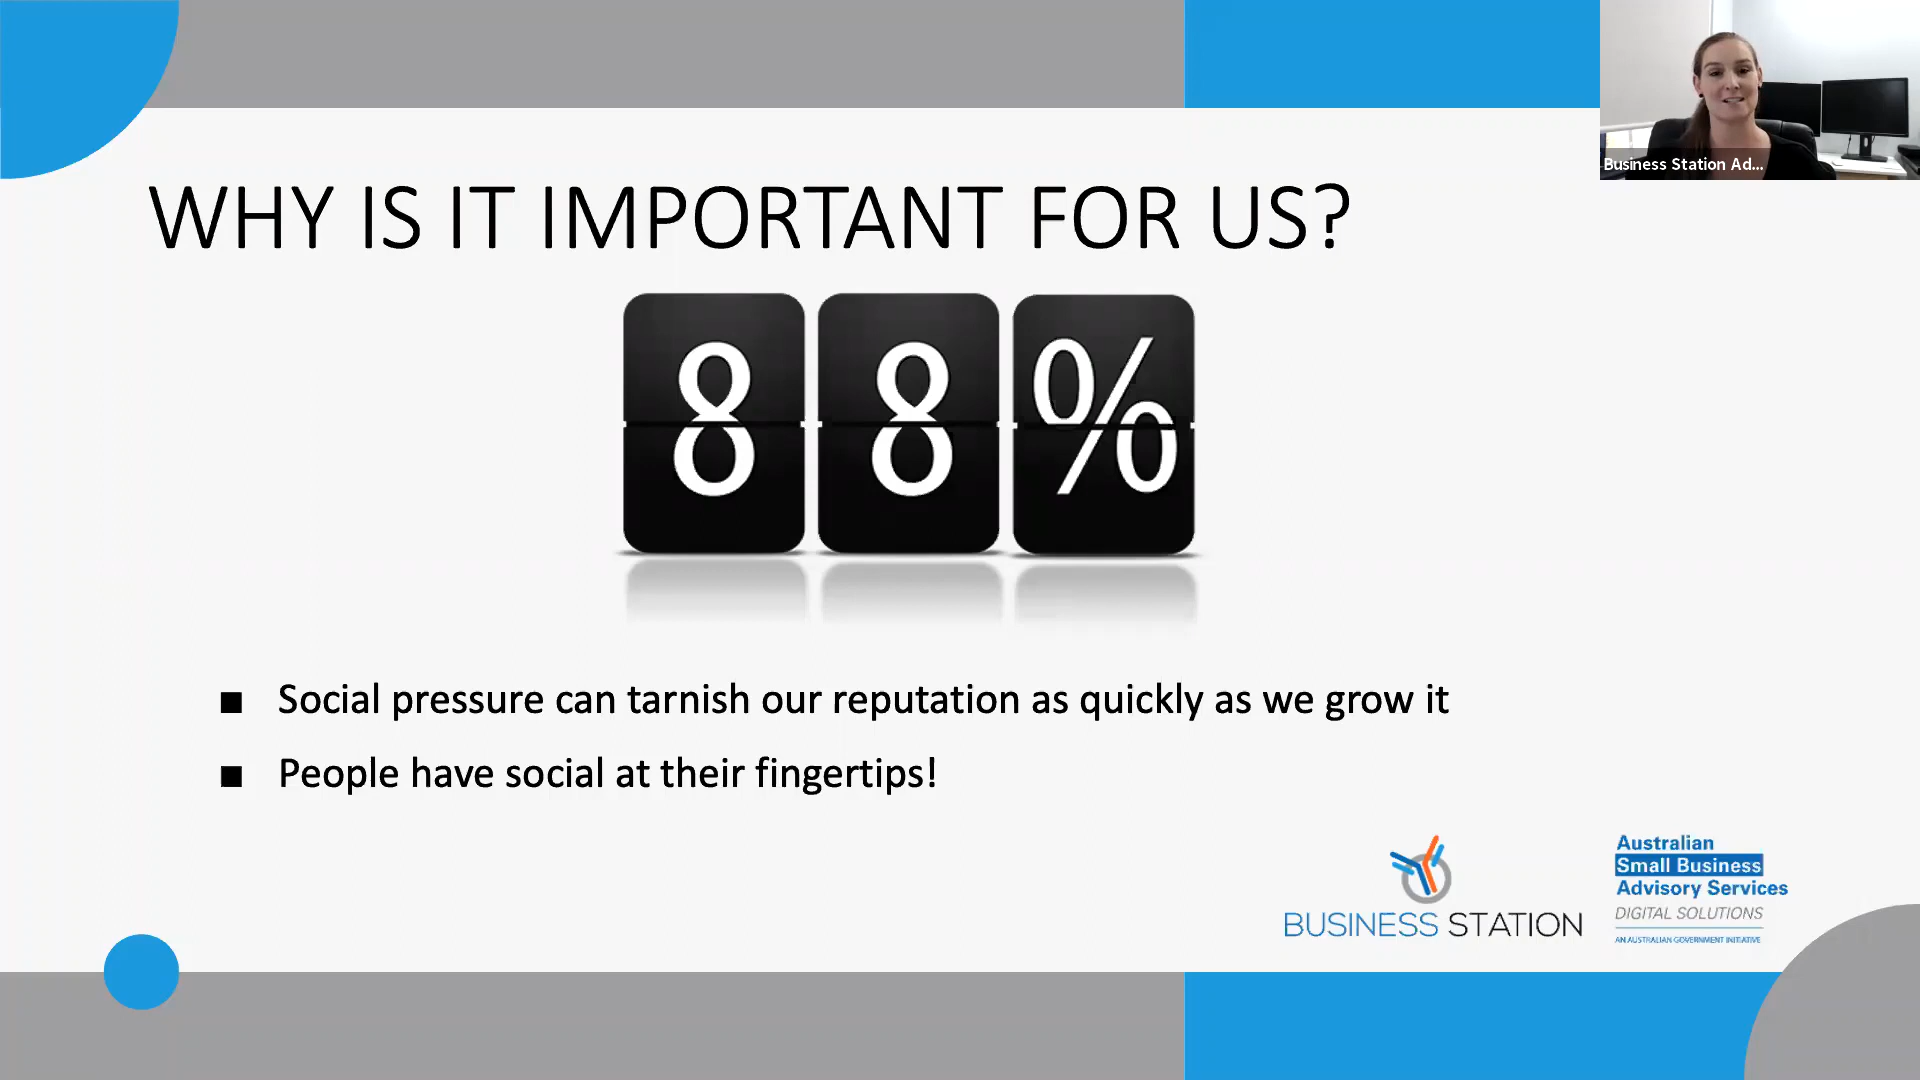 Business Station Ad...
WHY IS IT IMPORTANT FOR US?
88%
■ Social pressure can tarnish our reputation as quickly as we grow it
■ People have social at their fingertips!
BUSINESS STATION
Australian
Small Business
Advisory Services
DIGITAL SOLUTIONS
AN AUSTRALIAN GOVERNMENT INITIATIVE